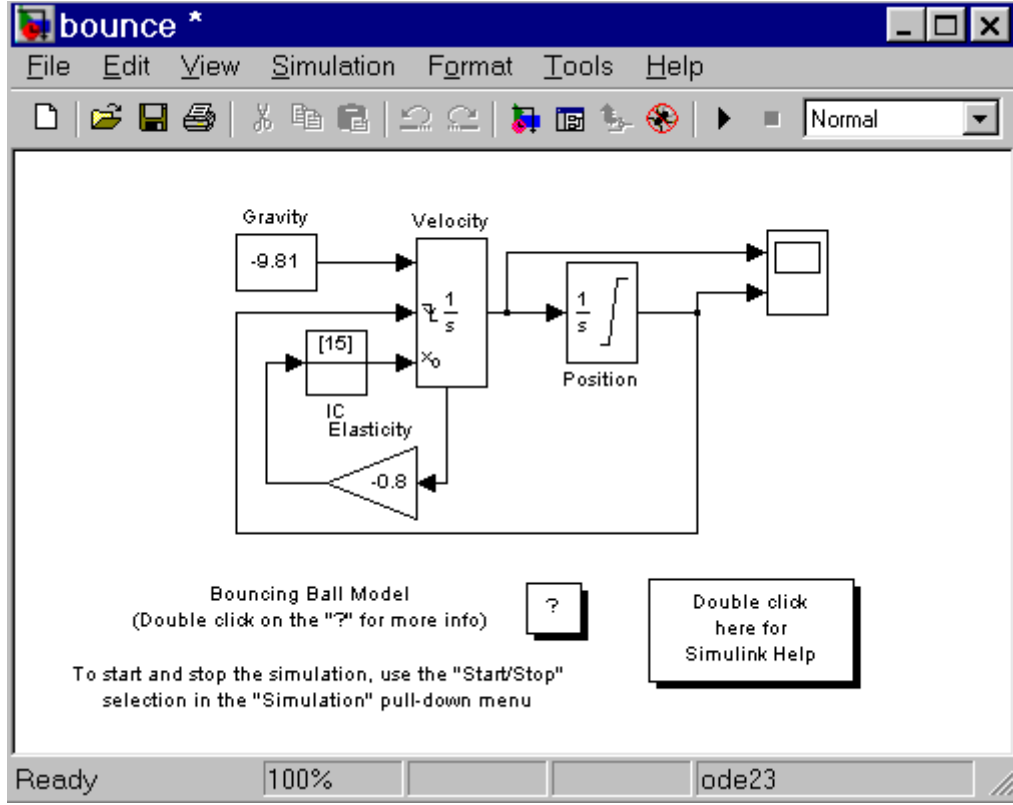 bounce *
File Edit View Simulation Format Tools Help
Normal
Gravity
-9.81
Velocity
1
s
x0
[15]
IC
Elasticity
-0.8
1
s
Position
Bouncing Ball Model
(Double click on the "?" for more info)
?
Double click
here for
Simulink Help
To start and stop the simulation, use the "Start/Stop"
selection in the "Simulation" pull-down menu
Ready 100% ode23